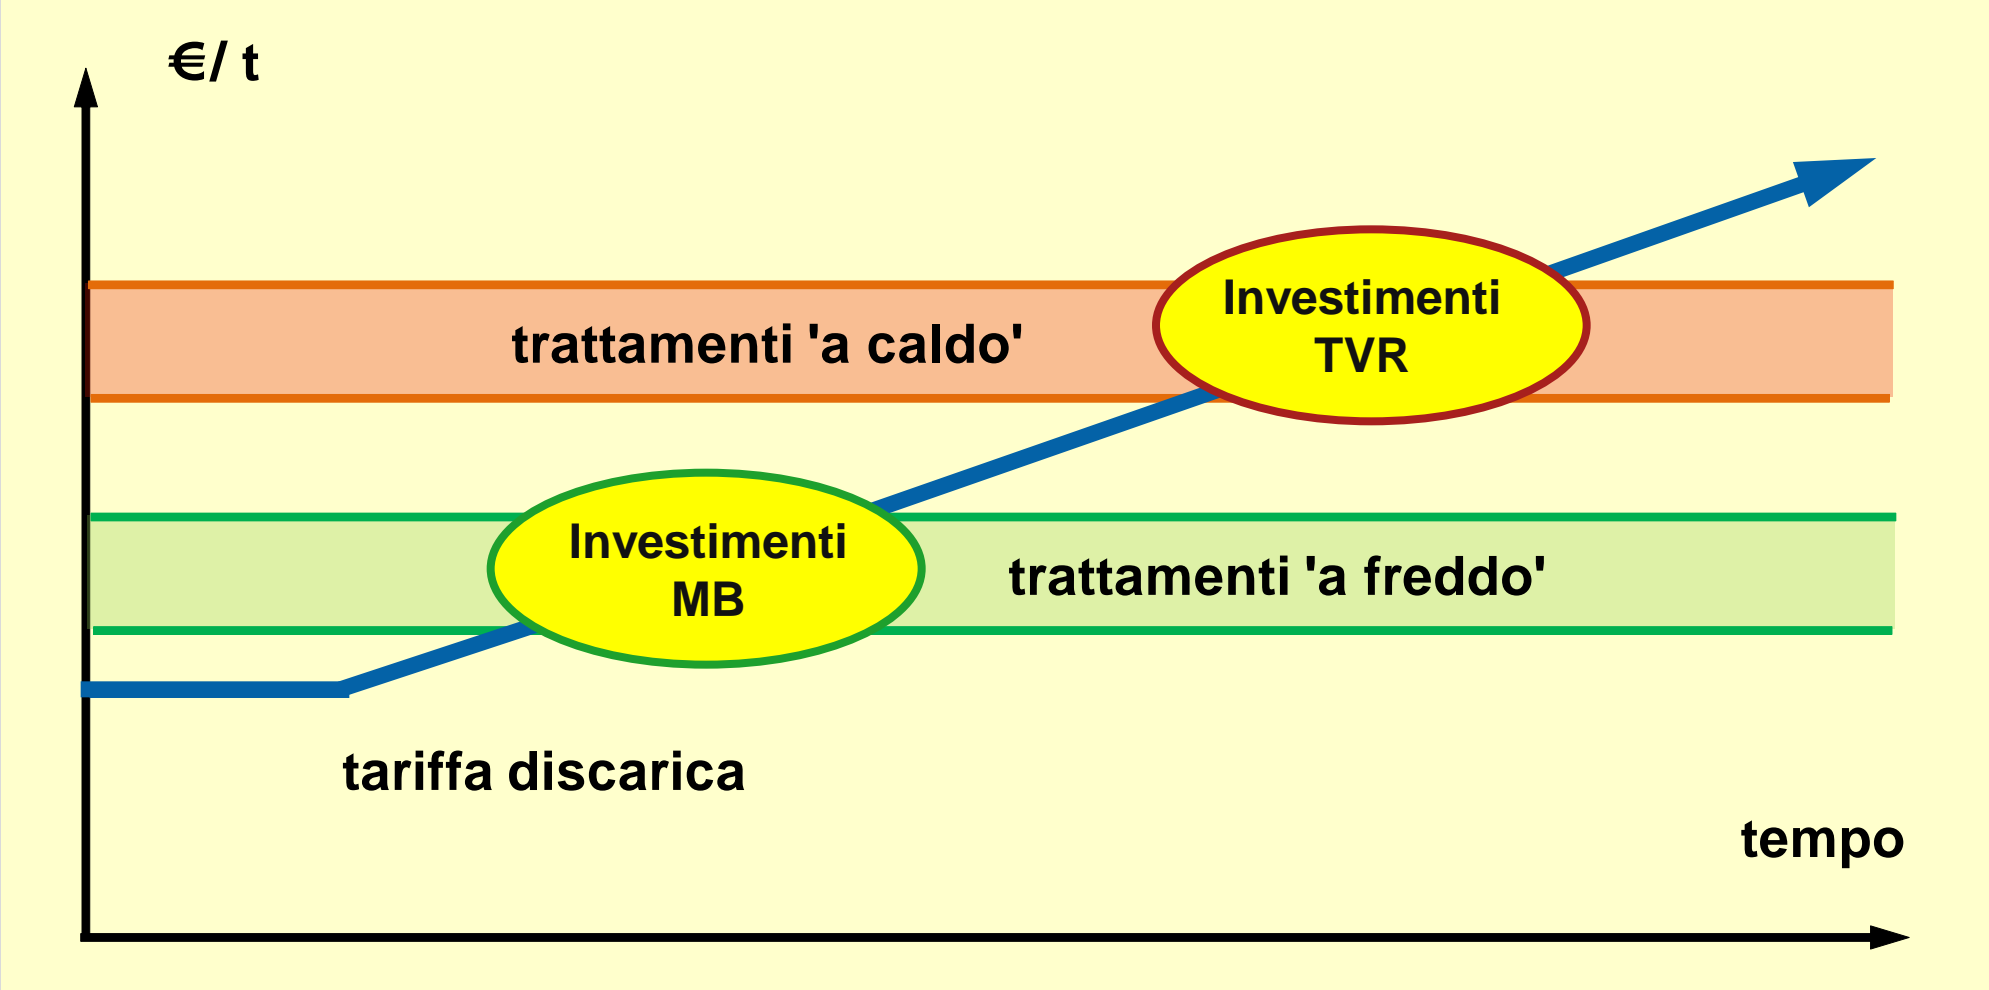 €/ t
Investimenti
TVR
trattamenti 'a caldo'
Investimenti
MB
trattamenti 'a freddo'
tariffa discarica
tempo